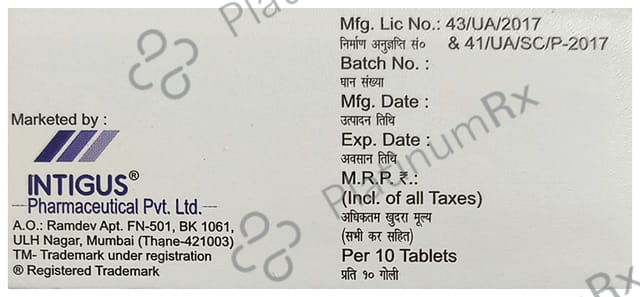 Marketed by :
INTIGUS®
Pharmaceutical Pvt. Ltd.
A.O.: Ramdev Apt. FN-501, BK 1061,
ULH Nagar, Mumbai (Thane-421003)
TM- Trademark under registration
® Registered Trademark
Mfg. Lic No.: 43/UA/2017
निर्माण अनुज्ञप्ति सं० & 41/UA/SC/P-2017
Batch No. :
घान संख्या
Mfg. Date :
उत्पादन तिथि
Exp. Date :
अवसान तिथि
M.R.P. ₹.:
(Incl. of all Taxes)
अधिकतम खुदरा मूल्य
(सभी कर सहित)
Per 10 Tablets
प्रति १० गोली
PlatinumRx
PlatinumRx